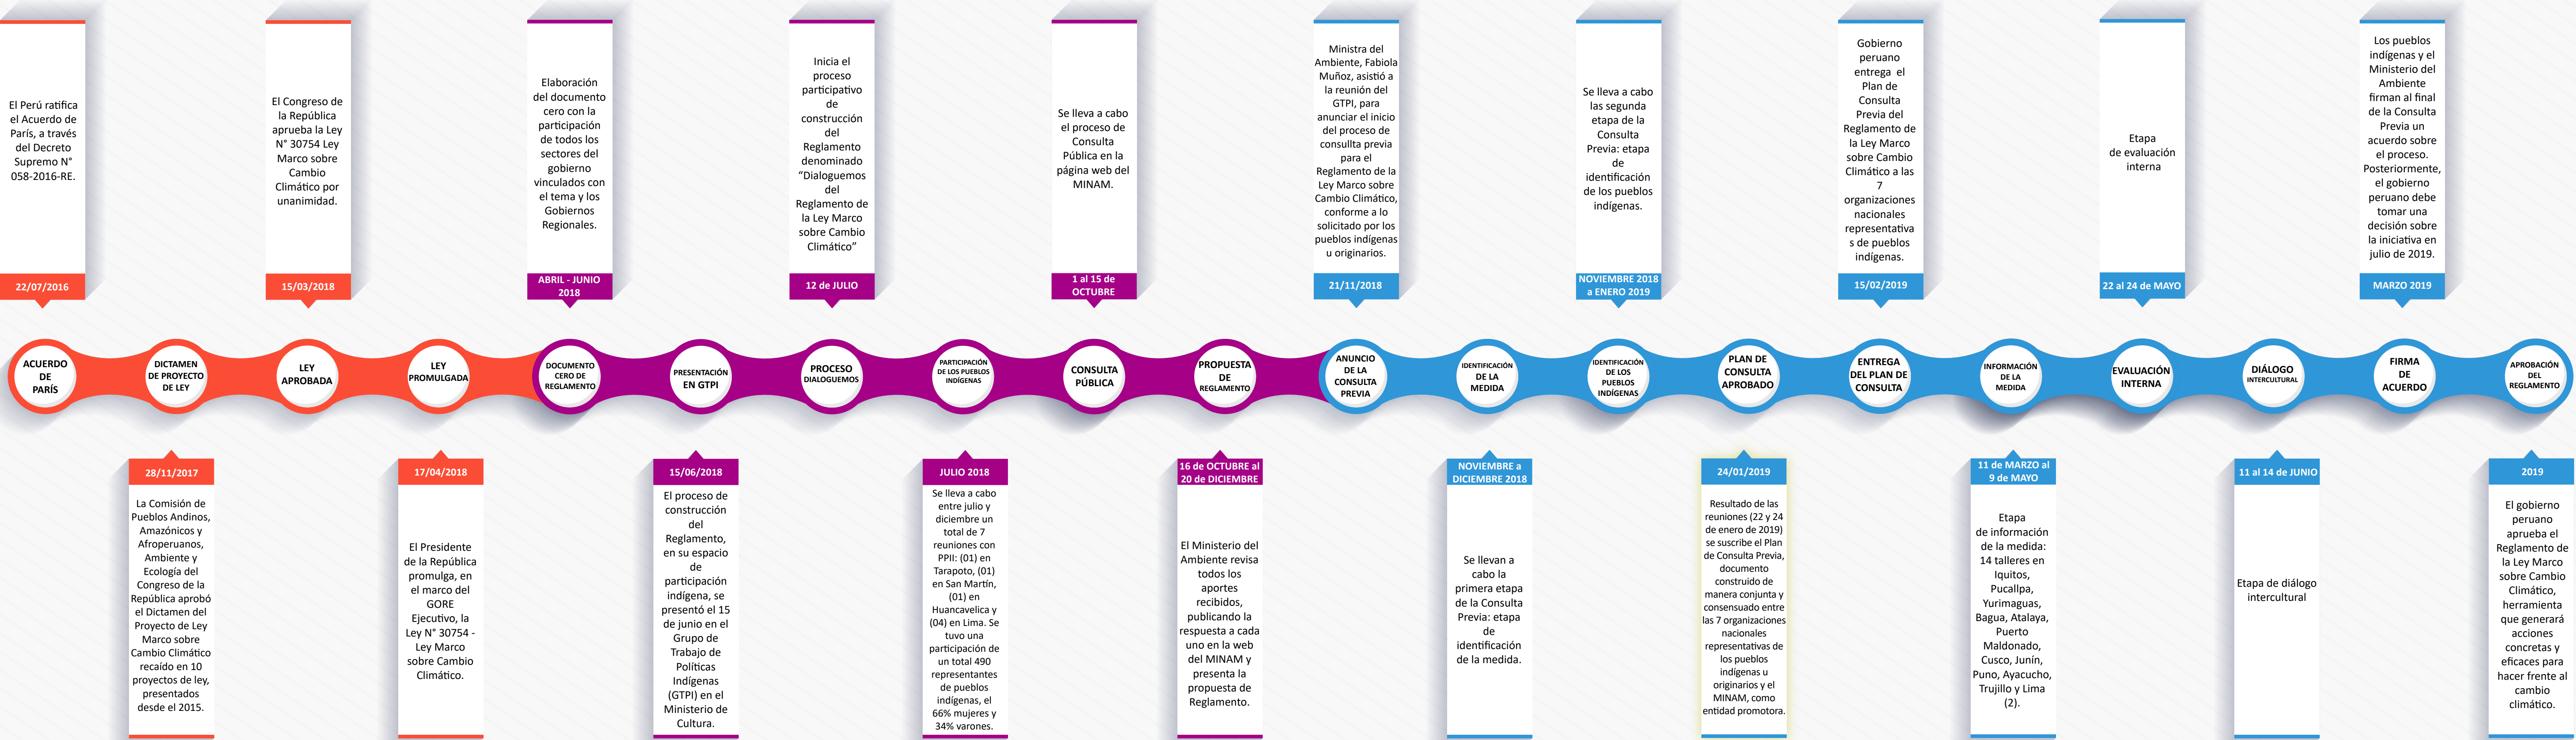 El Perú ratifica
el Acuerdo de
París, a través
del Decreto
Supremo N°
058-2016-RE.
22/07/2016
El Congreso de
la República
aprueba la Ley
N° 30754 Ley
Marco sobre
Cambio
Climático por
unanimidad.
15/03/2018
Elaboración
del documento
cero con la
participación
de todos los
sectores del
gobierno
vinculados con
el tema y los
Gobiernos
Regionales.
ABRIL - JUNIO
2018
Inicia el
proceso
participativo
de
construcción
del
Reglamento
denominado
“Dialoguemos
del
Reglamento de
la Ley Marco
sobre Cambio
Climático”
12 de JULIO
Se lleva a cabo
el proceso de
Consulta
Pública en la
página web del
MINAM.
1 al 15 de
OCTUBRE
Ministra del
Ambiente, Fabiola
Muñoz, asistió a
la reunión del
GTPI, para
anunciar el inicio
del proceso de
consullta previa
para el
Reglamento de la
Ley Marco sobre
Cambio Climático,
conforme a lo
solicitado por los
pueblos indígenas
u originarios.
21/11/2018
Se lleva a cabo
las segunda
etapa de la
Consulta
Previa: etapa
de
identificación
de los pueblos
indígenas.
NOVIEMBRE 2018
a ENERO 2019
Gobierno
peruano
entrega el
Plan de
Consulta
Previa del
Reglamento de
la Ley Marco
sobre Cambio
Climático a las
7
organizaciones
nacionales
representativa
s de pueblos
indígenas.
15/02/2019
Etapa
de evaluación
interna
22 al 24 de MAYO
Los pueblos
indígenas y el
Ministerio del
Ambiente
firman al final
de la Consulta
Previa un
acuerdo sobre
el proceso.
Posteriormente,
el gobierno
peruano debe
tomar una
decisión sobre
la iniciativa en
julio de 2019.
MARZO 2019
ACUERDO
DE
PARÍS
DICTAMEN
DE PROYECTO
DE LEY
LEY
APROBADA
LEY
PROMULGADA
DOCUMENTO
CERO DE
REGLAMENTO
PRESENTACIÓN
EN GTPI
PROCESO
DIALOGUEMOS
PARTICIPACIÓN
DE LOS PUEBLOS
INDÍGENAS
CONSULTA
PÚBLICA
PROPUESTA
DE
REGLAMENTO
ANUNCIO
DE LA
CONSULTA
PREVIA
IDENTIFICACIÓN
DE LA
MEDIDA
IDENTIFICACIÓN
DE LOS
PUEBLOS
INDÍGENAS
PLAN DE
CONSULTA
APROBADO
ENTREGA
DEL PLAN DE
CONSULTA
INFORMACIÓN
DE LA
MEDIDA
EVALUACIÓN
INTERNA
DIÁLOGO
INTERCULTURAL
FIRMA
DE
ACUERDO
APROBACIÓN
DEL
REGLAMENTO
28/11/2017
La Comisión de
Pueblos Andinos,
Amazónicos y
Afroperuanos,
Ambiente y
Ecología del
Congreso de la
República aprobó
el Dictamen del
Proyecto de Ley
Marco sobre
Cambio Climático
recaído en 10
proyectos de ley,
presentados
desde el 2015.
17/04/2018
El Presidente
de la República
promulga, en
el marco del
GORE
Ejecutivo, la
Ley N° 30754 -
Ley Marco
sobre Cambio
Climático.
15/06/2018
El proceso de
construcción
del
Reglamento,
en su espacio
de
participación
indígena, se
presentó el 15
de junio en el
Grupo de
Trabajo de
Políticas
Indígenas
(GTPI) en el
Ministerio de
Cultura.
JULIO 2018
Se lleva a cabo
entre julio y
diciembre un
total de 7
reuniones con
PPII: (01) en
Tarapoto, (01)
en San Martín,
(01) en
Huancavelica y
(04) en Lima. Se
tuvo una
participación de
un total 490
representantes
de pueblos
indígenas, el
66% mujeres y
34% varones.
16 de OCTUBRE al
20 de DICIEMBRE
El Ministerio del
Ambiente revisa
todos los
aportes
recibidos,
publicando la
respuesta a cada
uno en la web
del MINAM y
presenta la
propuesta de
Reglamento.
NOVIEMBRE a
DICIEMBRE 2018
Se llevan a
cabo la
primera etapa
de la Consulta
Previa: etapa
de
identificación
de la medida.
24/01/2019
Resultado de las
reuniones (22 y 24
de enero de 2019)
se suscribe el Plan
de Consulta Previa,
documento
construido de
manera conjunta y
consensuado entre
las 7 organizaciones
nacionales
representativas de
los pueblos
indígenas u
originarios y el
MINAM, como
entidad promotora.
11 de MARZO al
9 de MAYO
Etapa
de información
de la medida:
14 talleres en
Iquitos,
Pucallpa,
Yurimaguas,
Bagua, Atalaya,
Puerto
Maldonado,
Cusco, Junín,
Puno, Ayacucho,
Trujillo y Lima
(2).
11 al 14 de JUNIO
Etapa de diálogo
intercultural
2019
El gobierno
peruano
aprueba el
Reglamento de
la Ley Marco
sobre Cambio
Climático,
herramienta
que generará
acciones
concretas y
eficaces para
hacer frente al
cambio
climático.